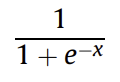 1
1 + e^{-x}